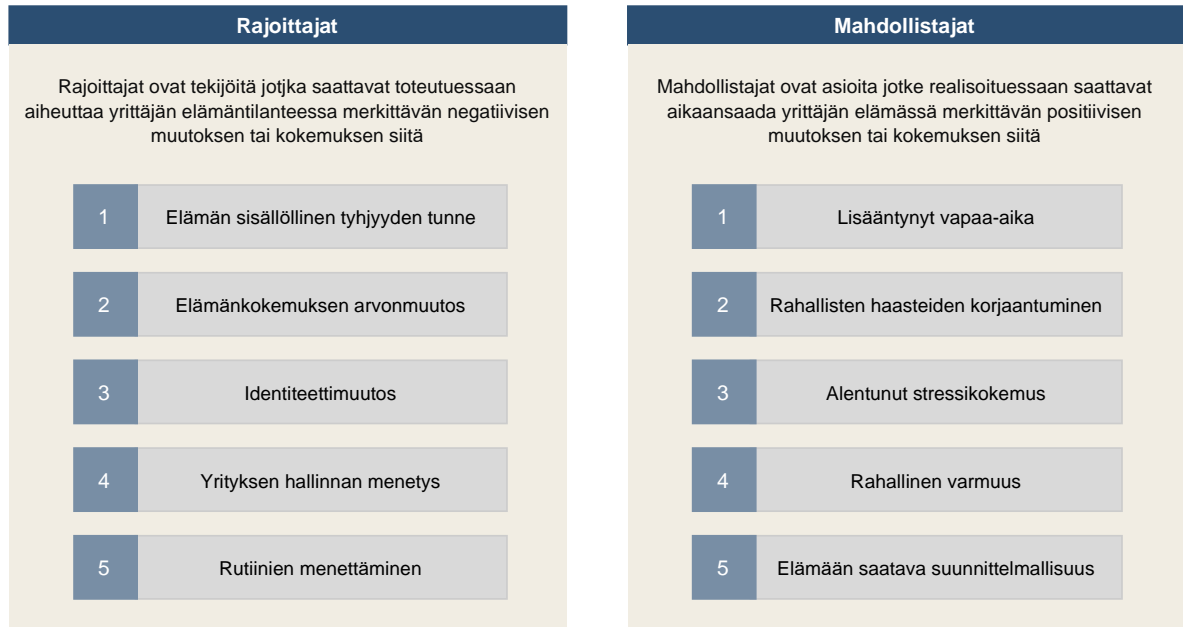 Rajoittajat
Rajoittajat ovat tekijöitä jotjka saattavat toteutuessaan
aiheuttaa yrittäjän elämäntilanteessa merkittävän negatiivisen
muutoksen tai kokemuksen siitä
1 Elämän sisällöllinen tyhjyyden tunne
2 Elämänkokemuksen arvonmuutos
3 Identiteettimuutos
4 Yrityksen hallinnan menetys
5 Rutiinien menettäminen
Mahdollistajat
Mahdollistajat ovat asioita jotke realisoituessaan saattavat
aikaansaada yrittäjän elämässä merkittävän positiivisen
muutoksen tai kokemuksen siitä
1 Lisääntynyt vapaa-aika
2 Rahallisten haasteiden korjaantuminen
3 Alentunut stressikokemus
4 Rahallinen varmuus
5 Elämään saatava suunnittelmallisuus